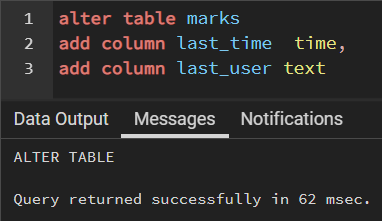 1 alter table marks
2 add column last_time  time,
3 add column last_user text
Data Output Messages Notifications
ALTER TABLE
Query returned successfully in 62 msec.